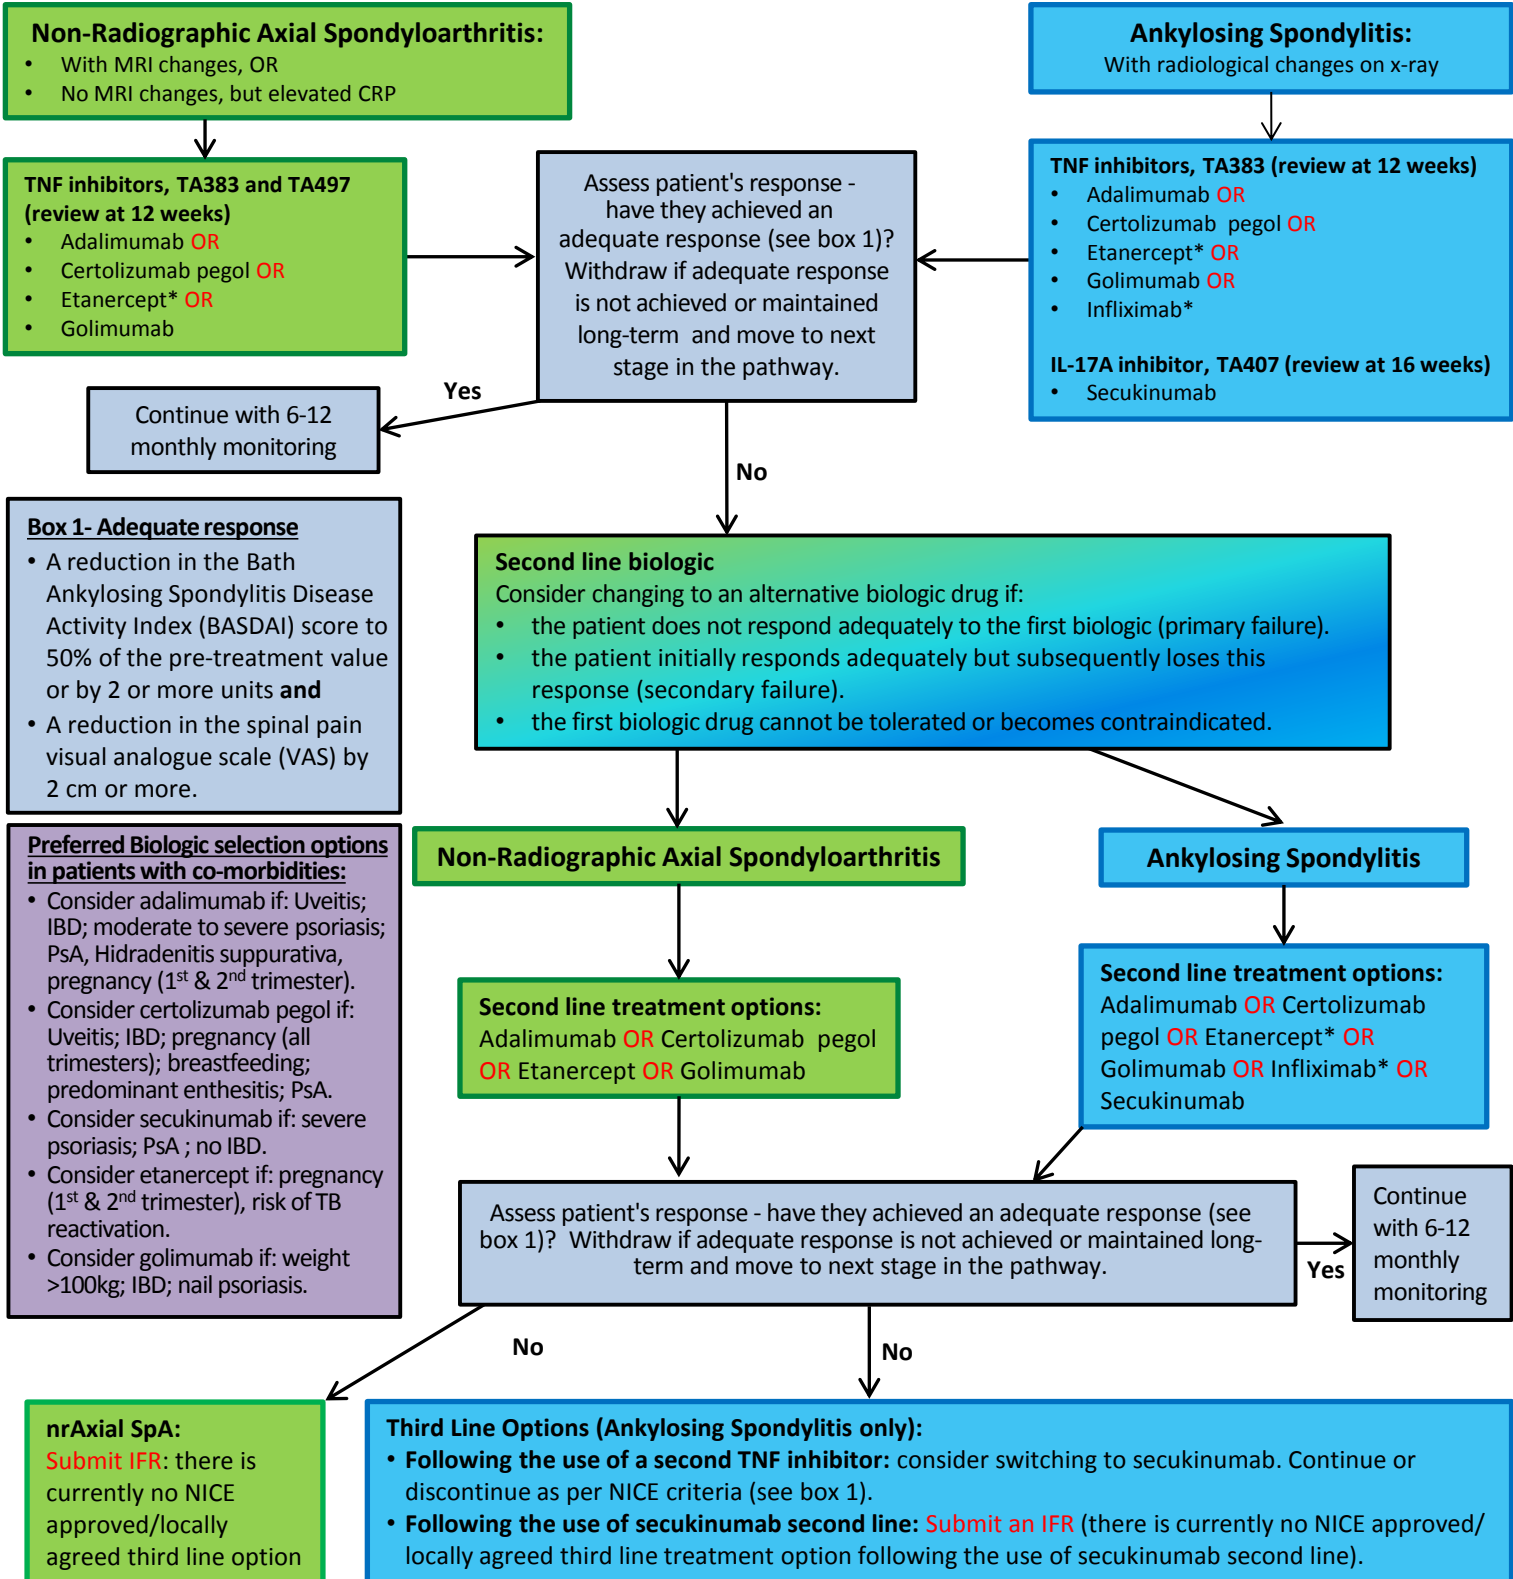 Non-Radiographic Axial Spondyloarthritis:
• With MRI changes, OR
• No MRI changes, but elevated CRP
Ankylosing Spondylitis:
With radiological changes on x-ray
TNF inhibitors, TA383 and TA497
(review at 12 weeks)
• Adalimumab OR
• Certolizumab pegol OR
• Etanercept* OR
• Golimumab
Assess patient's response -
have they achieved an
adequate response (see box 1)?
Withdraw if adequate response
is not achieved or maintained
long-term and move to next
stage in the pathway.
TNF inhibitors, TA383 (review at 12 weeks)
• Adalimumab OR
• Certolizumab pegol OR
• Etanercept* OR
• Golimumab OR
• Infliximab*
IL-17A inhibitor, TA407 (review at 16 weeks)
• Secukinumab
Yes
Continue with 6-12
monthly monitoring
No
Box 1- Adequate response
• A reduction in the Bath
Ankylosing Spondylitis Disease
Activity Index (BASDAI) score to
50% of the pre-treatment value
or by 2 or more units and
• A reduction in the spinal pain
visual analogue scale (VAS) by
2 cm or more.
Second line biologic
Consider changing to an alternative biologic drug if:
• the patient does not respond adequately to the first biologic (primary failure).
• the patient initially responds adequately but subsequently loses this
response (secondary failure).
• the first biologic drug cannot be tolerated or becomes contraindicated.
Preferred Biologic selection options
in patients with co-morbidities:
• Consider adalimumab if: Uveitis;
IBD; moderate to severe psoriasis;
PsA, Hidradenitis suppurativa,
pregnancy (1st & 2nd trimester).
• Consider certolizumab pegol if:
Uveitis; IBD; pregnancy (all
trimesters); breastfeeding;
predominant enthesitis; PsA.
• Consider secukinumab if: severe
psoriasis; PsA ; no IBD.
• Consider etanercept if: pregnancy
(1st & 2nd trimester), risk of TB
reactivation.
• Consider golimumab if: weight
>100kg; IBD; nail psoriasis.
Non-Radiographic Axial Spondyloarthritis
Ankylosing Spondylitis
Second line treatment options:
Adalimumab OR Certolizumab pegol
OR Etanercept OR Golimumab
Second line treatment options:
Adalimumab OR Certolizumab
pegol OR Etanercept* OR
Golimumab OR Infliximab* OR
Secukinumab
Assess patient's response - have they achieved an adequate response (see
box 1)? Withdraw if adequate response is not achieved or maintained long-
term and move to next stage in the pathway.
Yes
Continue
with 6-12
monthly
monitoring
No
No
nrAxial SpA:
Submit IFR: there is
currently no NICE
approved/locally
agreed third line option
Third Line Options (Ankylosing Spondylitis only):
• Following the use of a second TNF inhibitor: consider switching to secukinumab. Continue or
discontinue as per NICE criteria (see box 1).
• Following the use of secukinumab second line: Submit an IFR (there is currently no NICE approved/
locally agreed third line treatment option following the use of secukinumab second line).